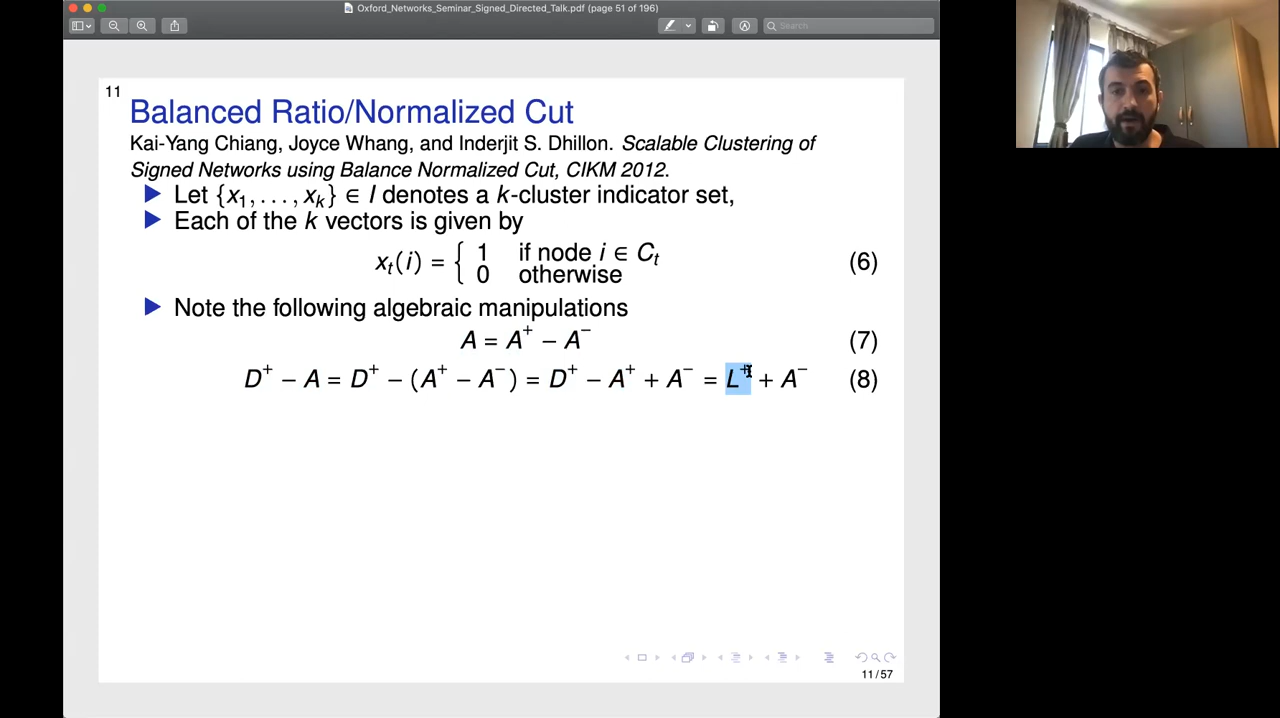 Oxford_Networks_Seminar_Signed_Directed_Talk.pdf (page 51 of 196)
Search
11
Balanced Ratio/Normalized Cut
Kai-Yang Chiang, Joyce Whang, and Inderjit S. Dhillon. Scalable Clustering of
Signed Networks using Balance Normalized Cut, CIKM 2012.
▶ Let {x₁, . . . , xₖ} ∈ I denotes a k-cluster indicator set,
▶ Each of the k vectors is given by
xₜ(i) = { 1 if node i ∈ Cₜ
0 otherwise (6)
▶ Note the following algebraic manipulations
A = A⁺ − A⁻ (7)
D⁺ − A = D⁺ − (A⁺ − A⁻) = D⁺ − A⁺ + A⁻ = L⁺ + A⁻ (8)
11/57